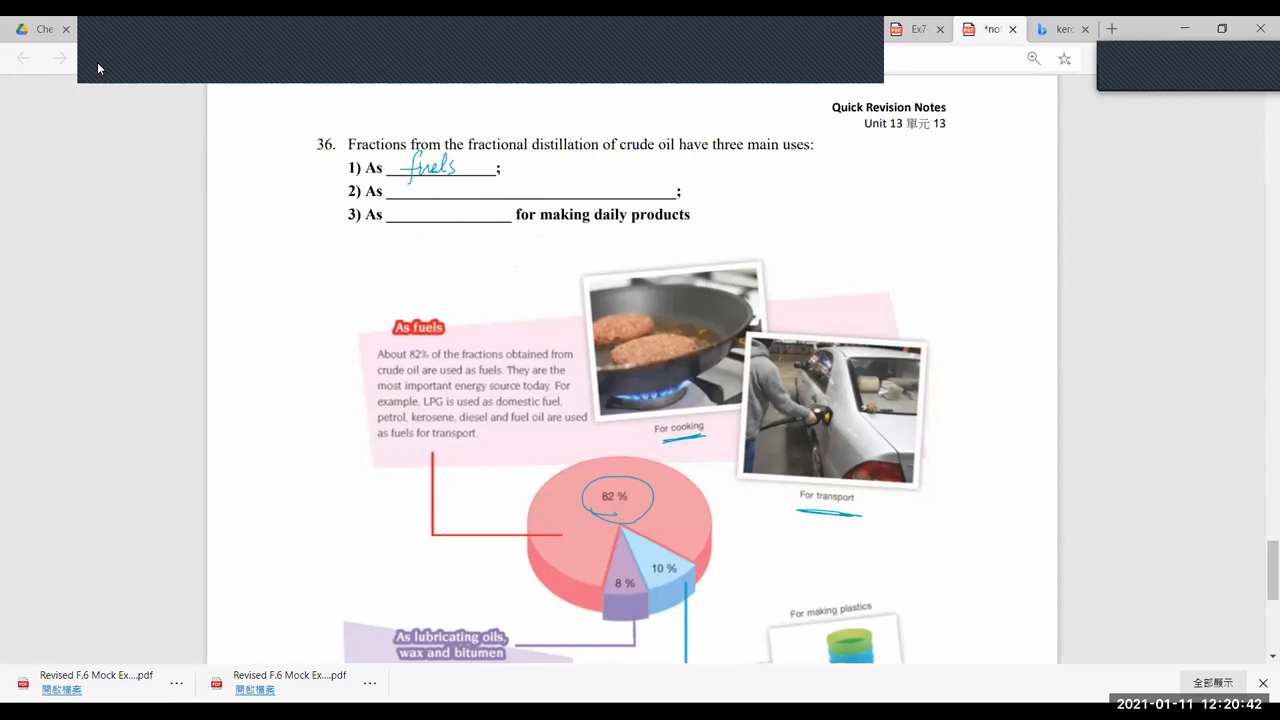 Che
Ex7-
*no
kerc
Quick Revision Notes
Unit 13 單元 13
36. Fractions from the fractional distillation of crude oil have three main uses:
1) As fuels ;
2) As ;
3) As for making daily products
As fuels
About 82% of the fractions obtained from
crude oil are used as fuels. They are the
most important energy source today. For
example, LPG is used as domestic fuel,
petrol, kerosene, diesel and fuel oil are used
as fuels for transport.
For cooking
For transport
82 %
10 %
8 %
For making plastics
As lubricating oils,
wax and bitumen
Revised F.6 Mock Ex....pdf
開啟檔案
Revised F.6 Mock Ex....pdf
開啟檔案
全部顯示
2021-01-11 12:20:42